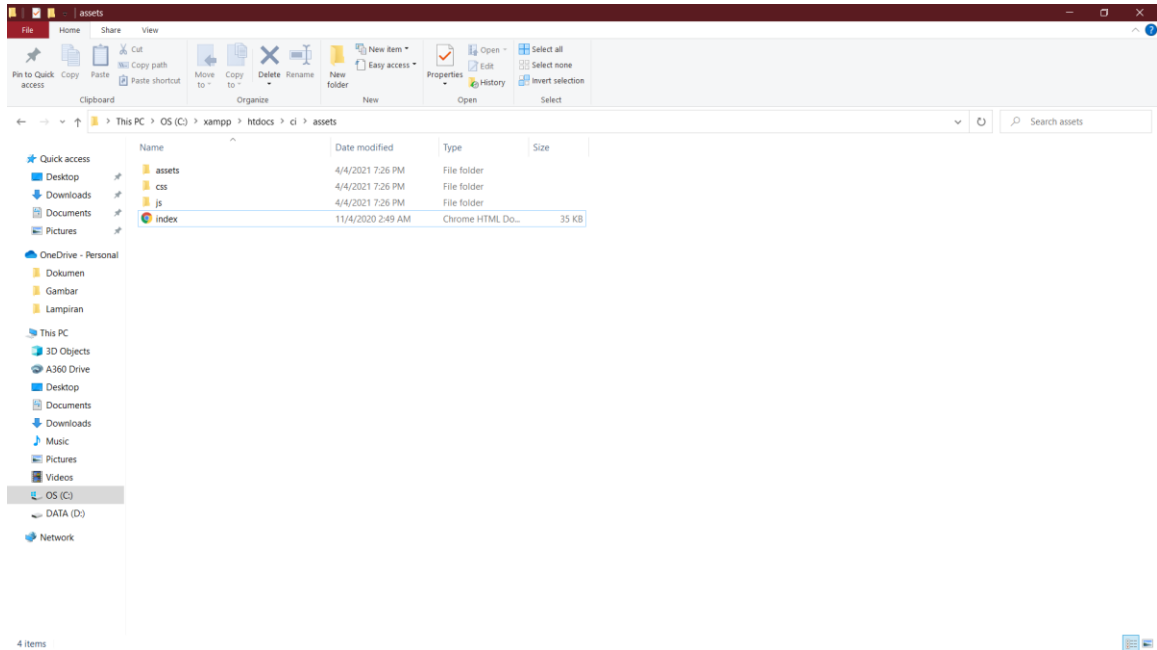 assets
File Home Share View
Pin to Quick access Copy Paste Cut Copy path Paste shortcut Move to Copy to Delete Rename New folder New item Easy access Properties Open Edit History Select all Select none Invert selection
Clipboard Organize New Open Select
This PC > OS (C:) > xampp > htdocs > ci > assets
Search assets
Name Date modified Type Size
assets 4/4/2021 7:26 PM File folder
css 4/4/2021 7:26 PM File folder
js 4/4/2021 7:26 PM File folder
index 11/4/2020 2:49 AM Chrome HTML Do... 35 KB
Quick access
Desktop
Downloads
Documents
Pictures
OneDrive - Personal
Dokumen
Gambar
Lampiran
This PC
3D Objects
A360 Drive
Desktop
Documents
Downloads
Music
Pictures
Videos
OS (C:)
DATA (D:)
Network
4 items